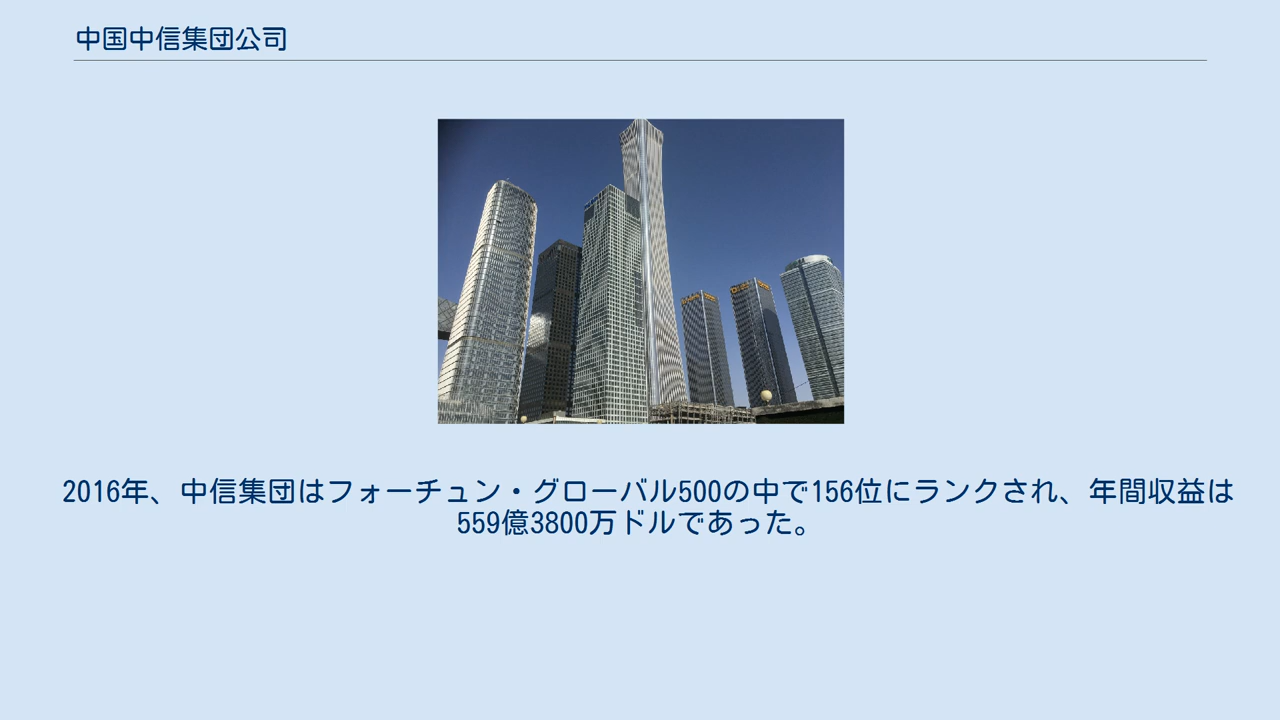 中国中信集団公司
2016年、中信集団はフォーチュン・グローバル500の中で156位にランクされ、年間収益は
559億3800万ドルであった。